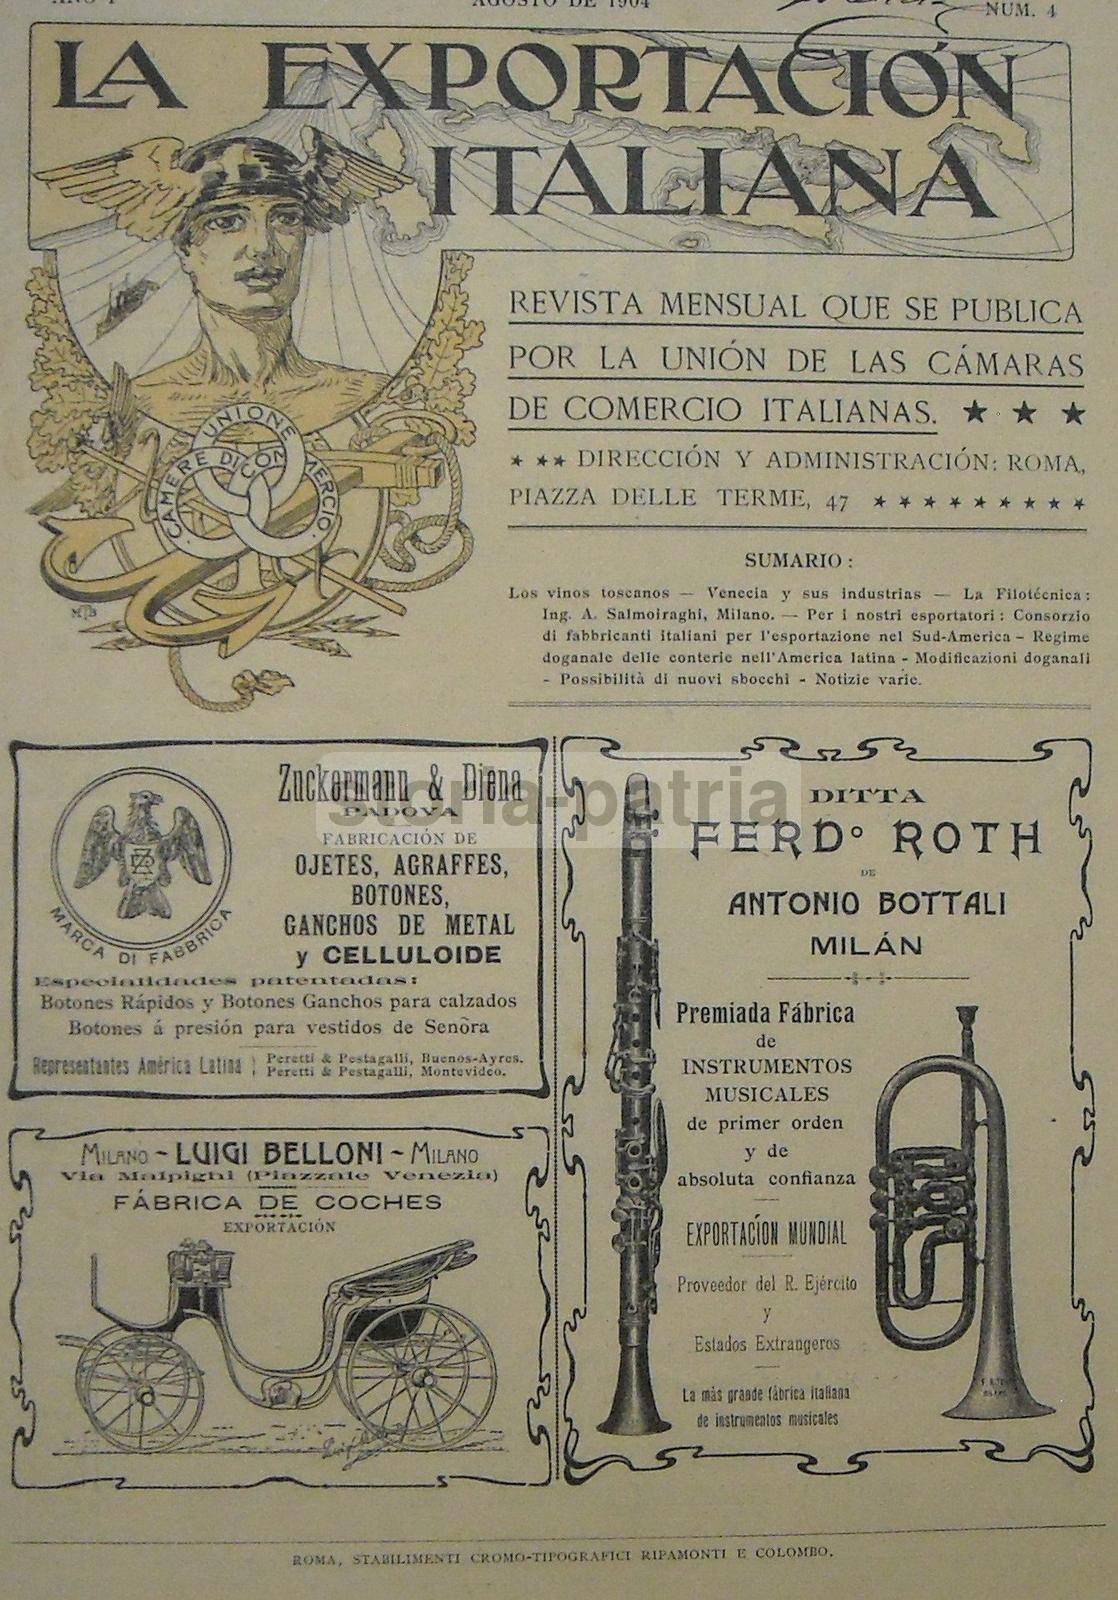 AÑO I
AGOSTO DE 1904
NUM. 4
LA EXPORTACIÓN
ITALIANA
REVISTA MENSUAL QUE SE PUBLICA
POR LA UNIÓN DE LAS CÁMARAS
DE COMERCIO ITALIANAS. ★ ★ ★
★ ★★ DIRECCIÓN Y ADMINISTRACIÓN: ROMA,
PIAZZA DELLE TERME, 47 ★ ★ ★ ★ ★ ★ ★ ★ ★
UNIONE
CAMERE DI COMMERCIO
MTB
SUMARIO:
Los vinos toscanos — Venecia y sus industrias — La Filotécnica:
Ing. A. Salmoiraghi, Milano. — Per i nostri esportatori: Consorzio
di fabbricanti italiani per l'esportazione nel Sud-America - Regime
doganale delle conterie nell'America latina - Modificazioni doganali
- Possibilità di nuovi sbocchi - Notizie varie.
storia-patria
Zuckermann & Diena
PADOVA
FABRICACIÓN DE
OJETES, AGRAFFES,
BOTONES,
GANCHOS DE METAL
y CELLULOIDE
MARCA DI FABBRICA
Especialidades patentadas:
Botones Rápidos y Botones Ganchos para calzados
Botones á presión para vestidos de Senõra
Representantes América Latina
Peretti & Pestagalli, Buenos-Ayres.
Peretti & Pestagalli, Montevideo.
MILANO - LUIGI BELLONI - MILANO
Via Malpighi (Piazzale Venezia)
FÁBRICA DE COCHES
EXPORTACIÓN
DITTA
FERD° ROTH
DE
ANTONIO BOTTALI
MILÁN
Premiada Fábrica
de
INSTRUMENTOS
MUSICALES
de primer orden
y de
absoluta confianza
EXPORTACÍON MUNDIAL
Proveedor del R. Ejército
y
Estados Extrangeros
La más grande fábrica italiana
de instrumentos musicales
ROMA, STABILIMENTI CROMO-TIPOGRAFICI RIPAMONTI E COLOMBO.